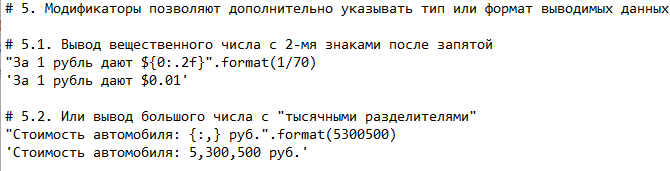 # 5. Модификаторы позволяют дополнительно указывать тип или формат выводимых данных
# 5.1. Вывод вещественного числа с 2-мя знаками после запятой
"За 1 рубль дают ${0:.2f}".format(1/70)
'За 1 рубль дают $0.01'
# 5.2. Или вывод большого числа с "тысячными разделителями"
"Стоимость автомобиля: {:,} руб.".format(5300500)
'Стоимость автомобиля: 5,300,500 руб.'